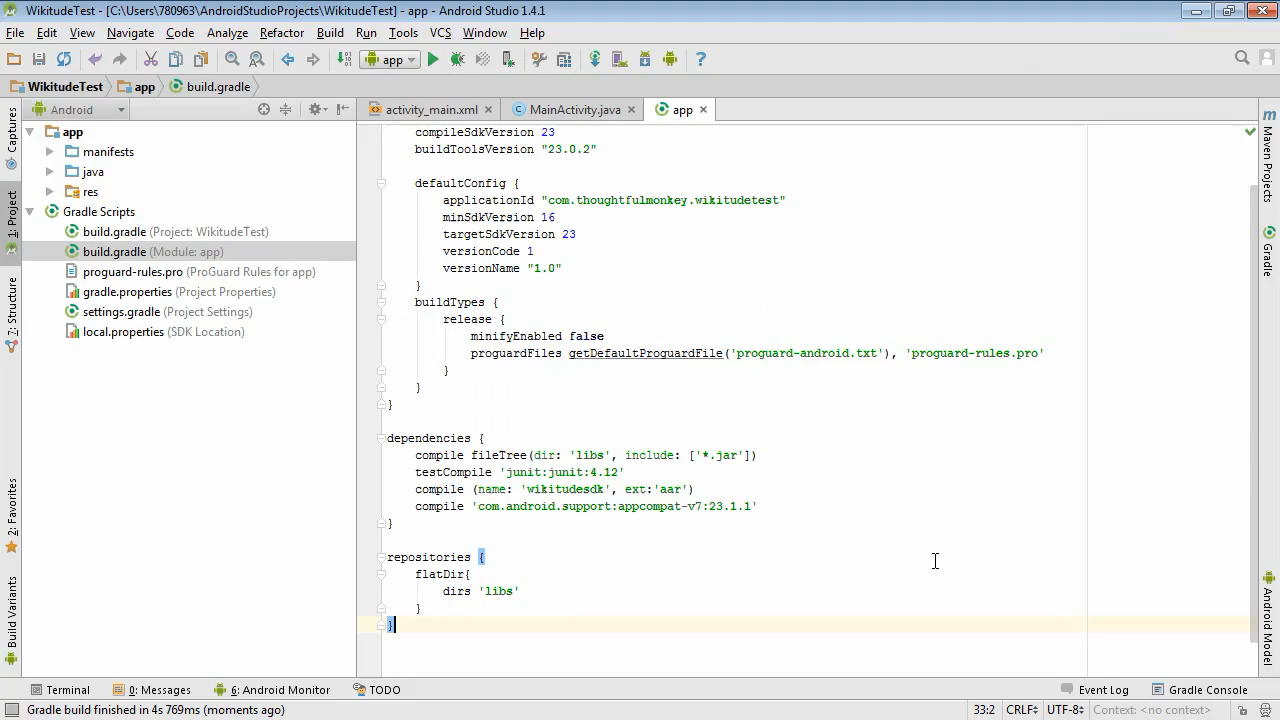 WikitudeTest - [C:\Users\780963\AndroidStudioProjects\WikitudeTest] - app - Android Studio 1.4.1
File Edit View Navigate Code Analyze Refactor Build Run Tools VCS Window Help
app
WikitudeTest app build.gradle
Android activity_main.xml MainActivity.java app
Captures
1: Project
7: Structure
2: Favorites
Build Variants
app
manifests
java
res
Gradle Scripts
build.gradle (Project: WikitudeTest)
build.gradle (Module: app)
proguard-rules.pro (ProGuard Rules for app)
gradle.properties (Project Properties)
settings.gradle (Project Settings)
local.properties (SDK Location)
compileSdkVersion 23
buildToolsVersion "23.0.2"
defaultConfig {
applicationId "com.thoughtfulmonkey.wikitudetest"
minSdkVersion 16
targetSdkVersion 23
versionCode 1
versionName "1.0"
}
buildTypes {
release {
minifyEnabled false
proguardFiles getDefaultProguardFile('proguard-android.txt'), 'proguard-rules.pro'
}
}
}
dependencies {
compile fileTree(dir: 'libs', include: ['*.jar'])
testCompile 'junit:junit:4.12'
compile (name: 'wikitudesdk', ext:'aar')
compile 'com.android.support:appcompat-v7:23.1.1'
}
repositories {
flatDir{
dirs 'libs'
}
}
Maven Projects
Gradle
Android Model
Terminal 0: Messages 6: Android Monitor TODO Event Log Gradle Console
Gradle build finished in 4s 769ms (moments ago) 33:2 CRLF UTF-8 Context: <no context>